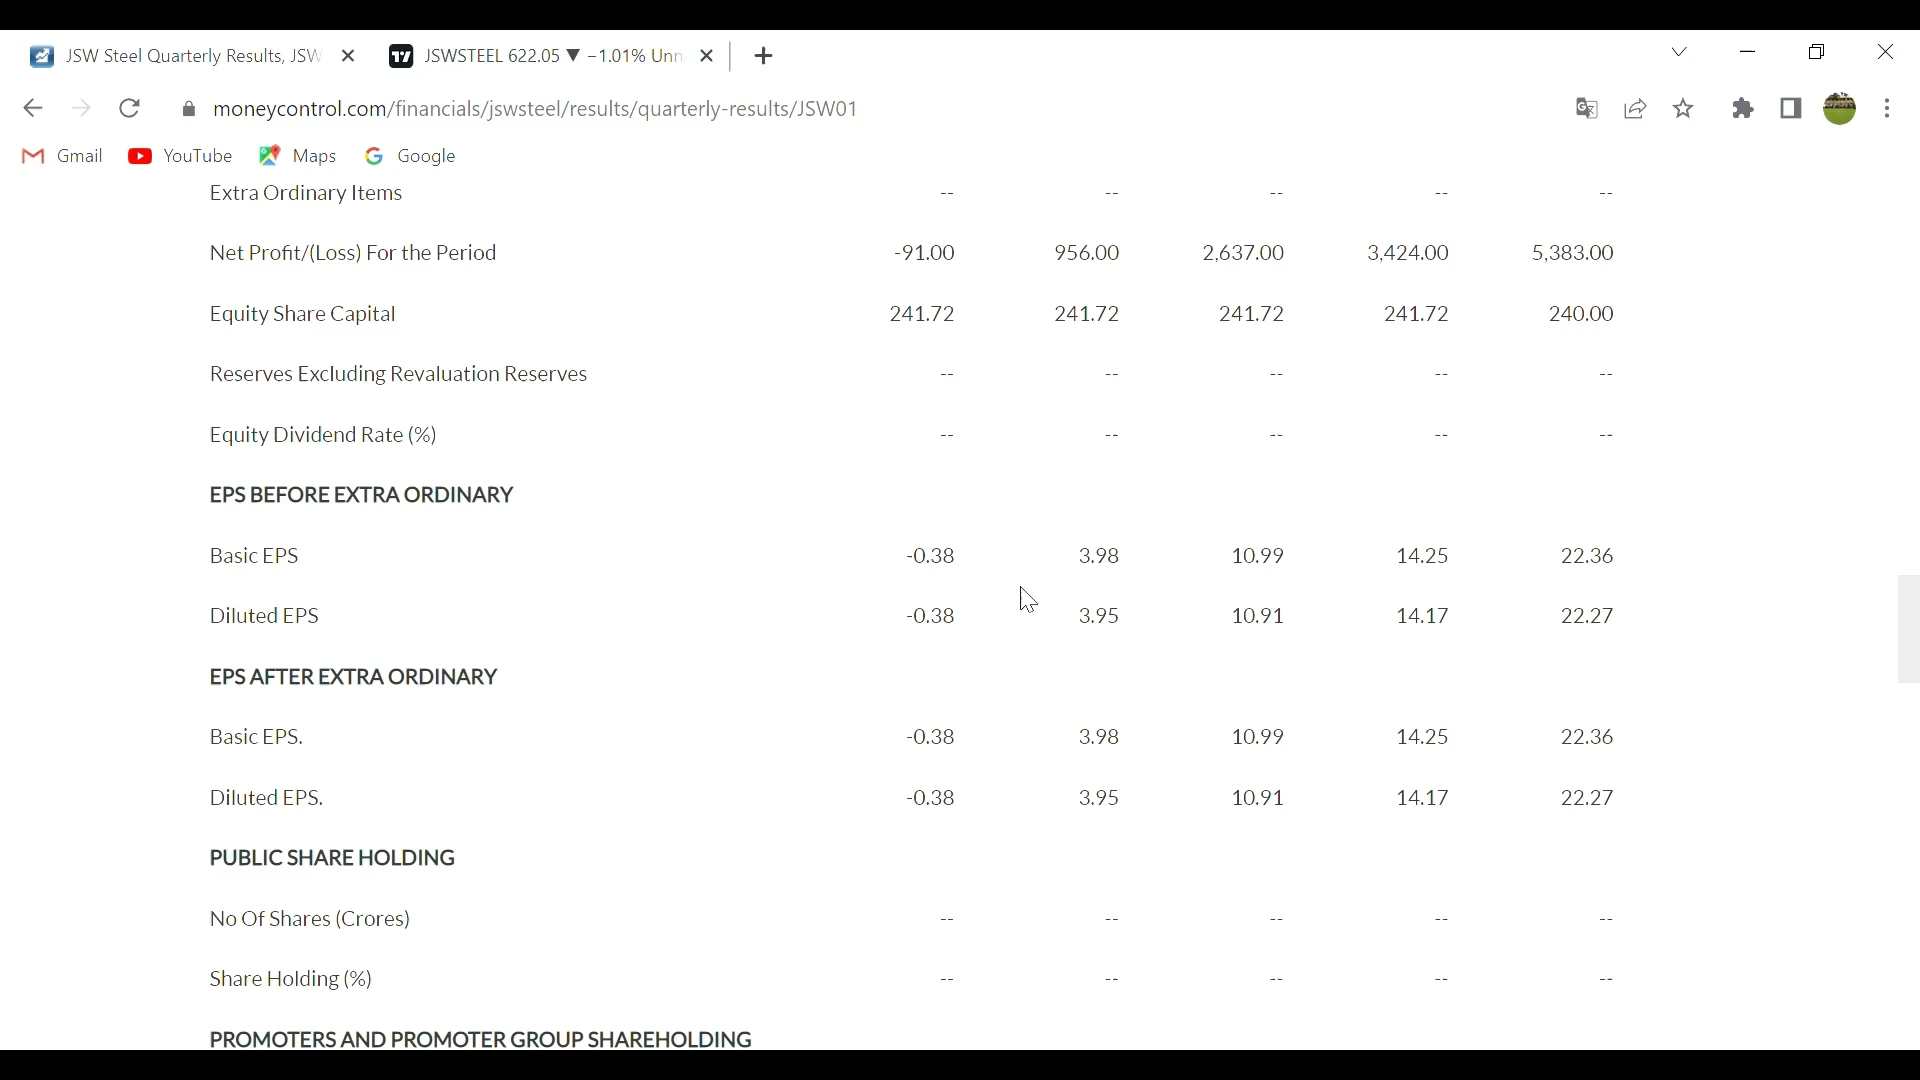 JSW Steel Quarterly Results, JSW
JSWSTEEL 622.05 ▼ −1.01% Unn
moneycontrol.com/financials/jswsteel/results/quarterly-results/JSW01
Gmail YouTube Maps Google
Extra Ordinary Items -- -- -- -- --
Net Profit/(Loss) For the Period -91.00 956.00 2,637.00 3,424.00 5,383.00
Equity Share Capital 241.72 241.72 241.72 241.72 240.00
Reserves Excluding Revaluation Reserves -- -- -- -- --
Equity Dividend Rate (%) -- -- -- -- --
EPS BEFORE EXTRA ORDINARY
Basic EPS -0.38 3.98 10.99 14.25 22.36
Diluted EPS -0.38 3.95 10.91 14.17 22.27
EPS AFTER EXTRA ORDINARY
Basic EPS. -0.38 3.98 10.99 14.25 22.36
Diluted EPS. -0.38 3.95 10.91 14.17 22.27
PUBLIC SHARE HOLDING
No Of Shares (Crores) -- -- -- -- --
Share Holding (%) -- -- -- -- --
PROMOTERS AND PROMOTER GROUP SHAREHOLDING